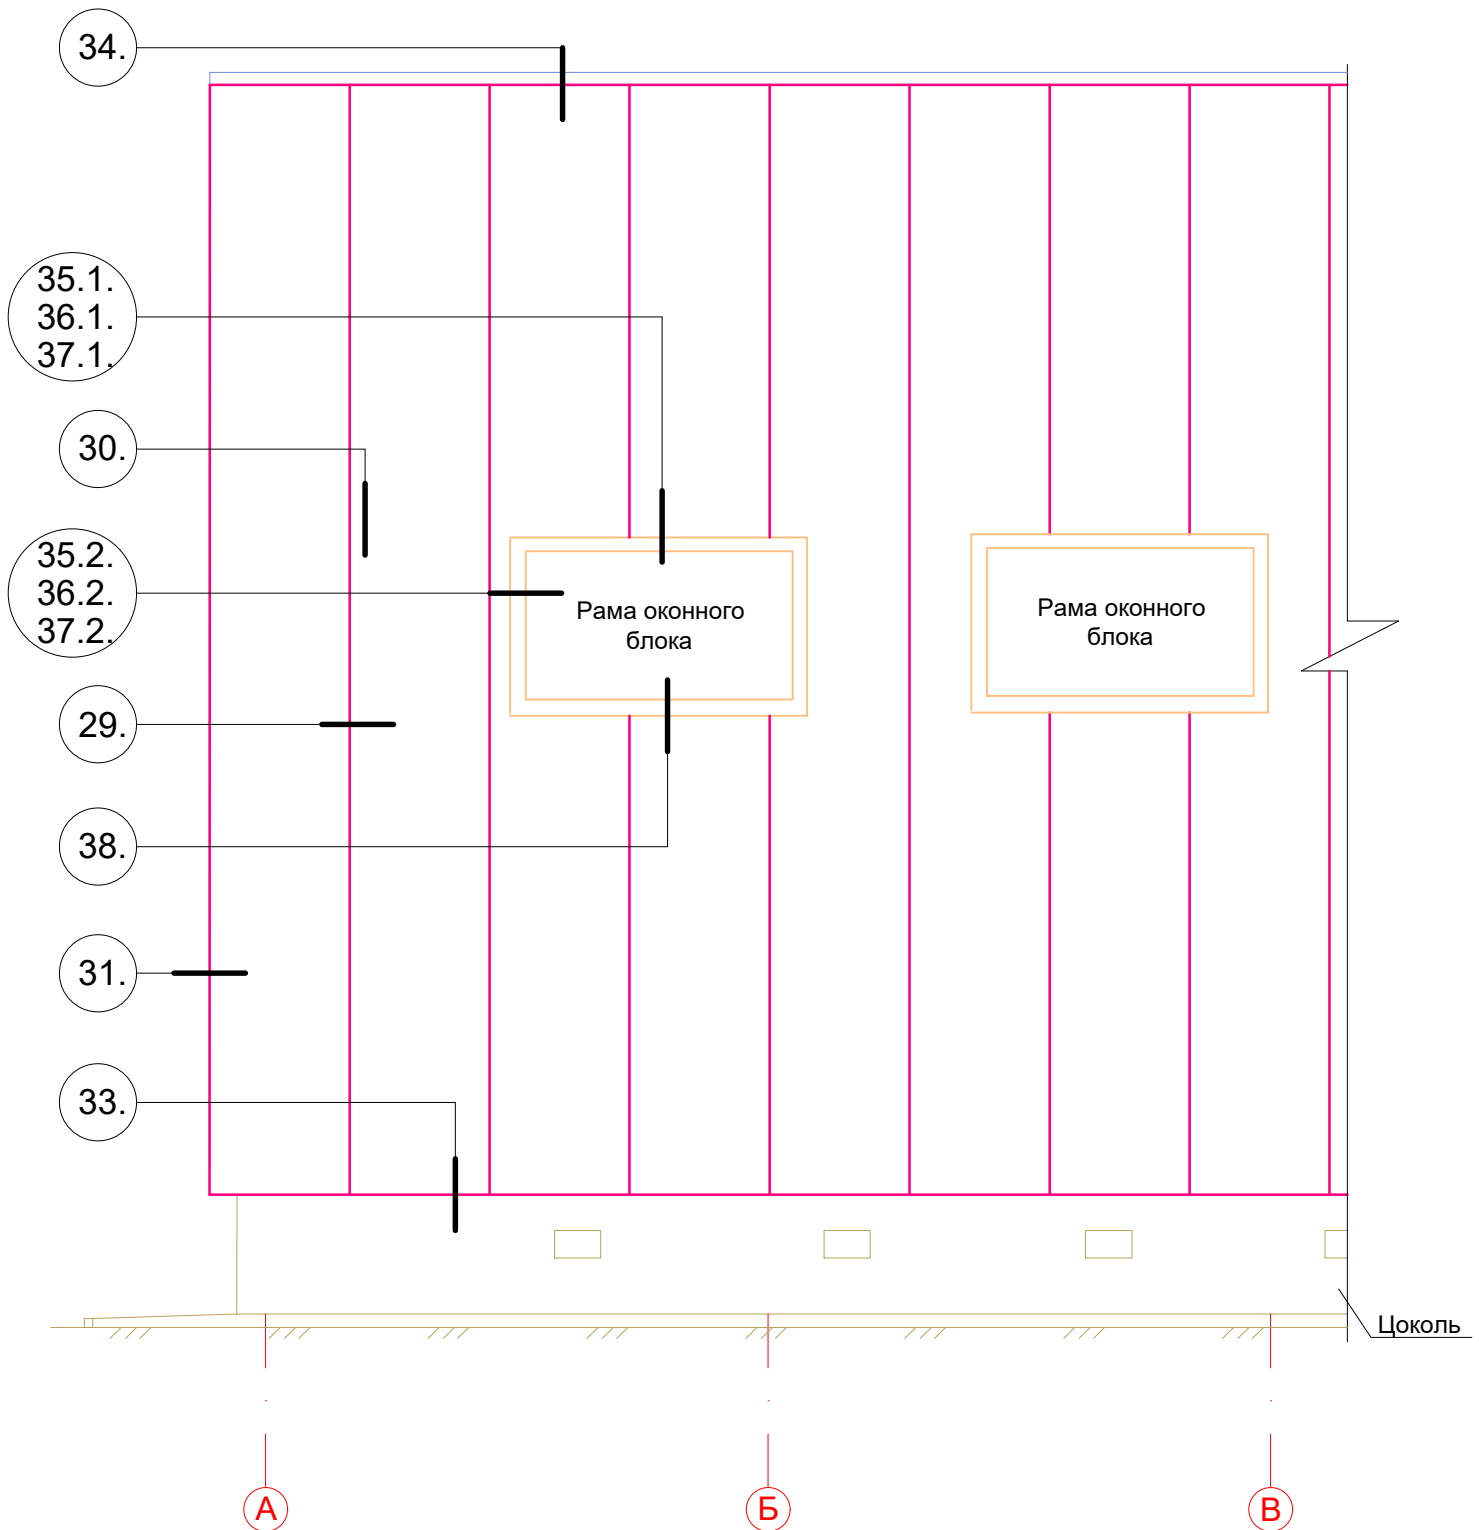 34.
35.1.
36.1.
37.1.
30.
35.2.
36.2.
37.2.
Рама оконного
блока
Рама оконного
блока
29.
38.
31.
33.
Цоколь
А
Б
В